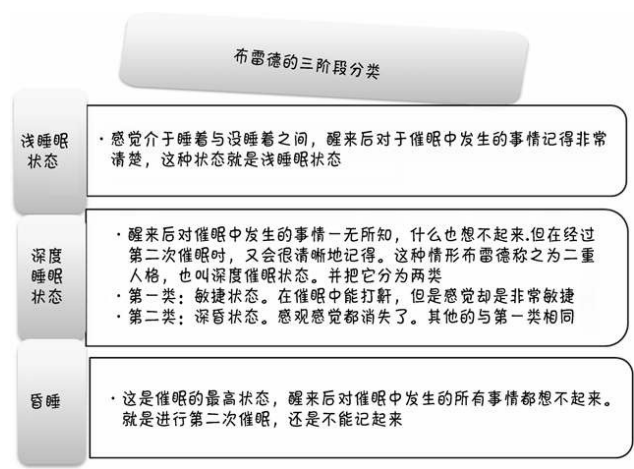 布雷德的三阶段分类
浅睡眠
状态
·感觉介于睡着与设睡着之间，醒来后对于催眠中发生的事情记得非常
清楚，这种状态就是浅睡眠状态
深度
睡眠
状态
·醒来后对催眠中发生的事情一无所知，什么也想不起来.但在经过
第二次催眠时，又会很清晰地记得。这种情形布雷德称之为二重
人格，也叫深度催眠状态。并把它分为两类
·第一类：敏捷状态。在催眠中能打鼾，但是感觉却是非常敏捷
·第二类：深昏状态。感观感觉都消失了。其他的与第一类相同
昏睡
·这是催眠的最高状态，醒来后对催眠中发生的所有事情都想不起来。
就是进行第二次催眠，还是不能记起来